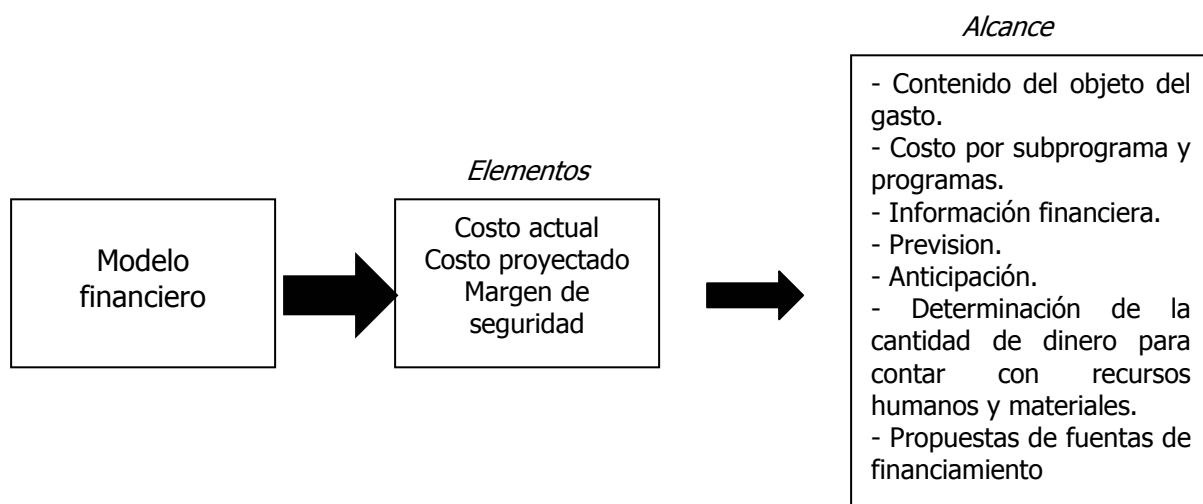 Alcance
- Contenido del objeto del
gasto.
- Costo por subprograma y
programas.
- Información financiera.
- Prevision.
- Anticipación.
- Determinación de la
cantidad de dinero para
contar con recursos
humanos y materiales.
- Propuestas de fuentas de
financiamiento
Elementos
Costo actual
Costo proyectado
Margen de
seguridad
Modelo
financiero